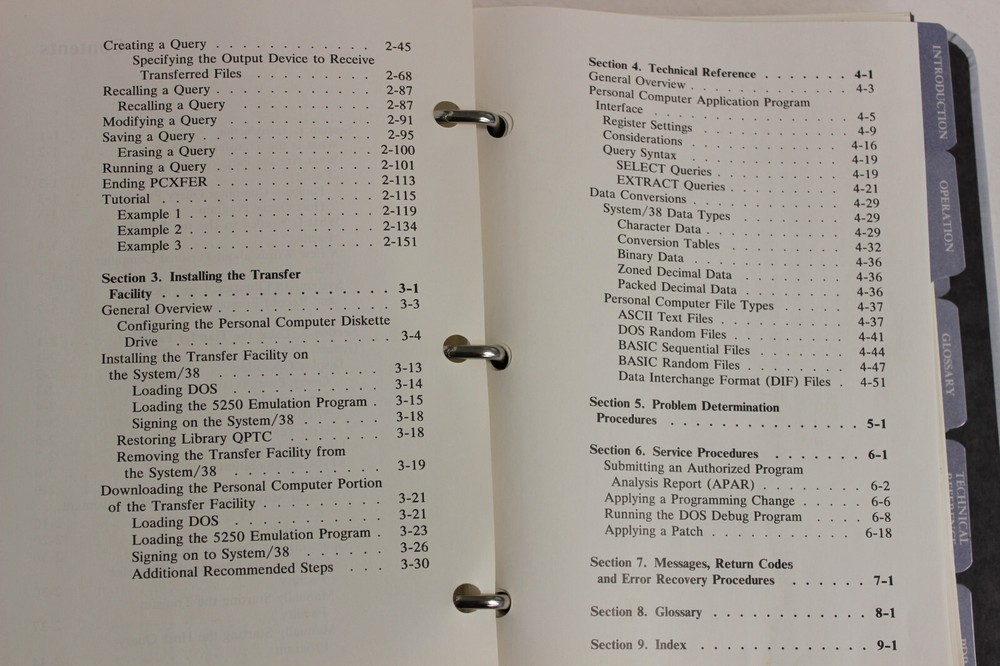 Creating a Query . . . . . . . . . . . . 2-45
Specifying the Output Device to Receive
Transferred Files . . . . . . . . . 2-68
Recalling a Query . . . . . . . . . . . . 2-87
Recalling a Query . . . . . . . . . . . 2-87
Modifying a Query . . . . . . . . . . . 2-91
Saving a Query . . . . . . . . . . . . . 2-95
Erasing a Query . . . . . . . . . . . 2-100
Running a Query . . . . . . . . . . . . 2-101
Ending PCXFER . . . . . . . . . . . . 2-113
Tutorial . . . . . . . . . . . . . . . . 2-115
Example 1 . . . . . . . . . . . . . . 2-119
Example 2 . . . . . . . . . . . . . . 2-134
Example 3 . . . . . . . . . . . . . . 2-151
Section 3. Installing the Transfer
Facility . . . . . . . . . . . . . . . . . 3-1
General Overview . . . . . . . . . . . . . 3-3
Configuring the Personal Computer Diskette
Drive . . . . . . . . . . . . . . . . 3-4
Installing the Transfer Facility on
the System/38 . . . . . . . . . . . . 3-13
Loading DOS . . . . . . . . . . . 3-14
Loading the 5250 Emulation Program . 3-15
Signing on the System/38 . . . . . . 3-18
Restoring Library QPTC . . . . . . . 3-18
Removing the Transfer Facility from
the System/38 . . . . . . . . . . . 3-19
Downloading the Personal Computer Portion
of the Transfer Facility . . . . . . . . . 3-21
Loading DOS . . . . . . . . . . . 3-21
Loading the 5250 Emulation Program . 3-23
Signing on to System/38 . . . . . . 3-26
Additional Recommended Steps . . . 3-30
Section 4. Technical Reference . . . . . . . 4-1
General Overview . . . . . . . . . . . . . 4-3
Personal Computer Application Program
Interface . . . . . . . . . . . . . . . . 4-5
Register Settings . . . . . . . . . . . . 4-9
Considerations . . . . . . . . . . . . . 4-16
Query Syntax . . . . . . . . . . . . . 4-19
SELECT Queries . . . . . . . . . . . 4-19
EXTRACT Queries . . . . . . . . . . 4-21
Data Conversions . . . . . . . . . . . . . 4-29
System/38 Data Types . . . . . . . . . 4-29
Character Data . . . . . . . . . . . 4-29
Conversion Tables . . . . . . . . . . 4-32
Binary Data . . . . . . . . . . . . . 4-36
Zoned Decimal Data . . . . . . . . . 4-36
Packed Decimal Data . . . . . . . . . 4-36
Personal Computer File Types . . . . . . 4-37
ASCII Text Files . . . . . . . . . . 4-37
DOS Random Files . . . . . . . . . . 4-41
BASIC Sequential Files . . . . . . . . 4-44
BASIC Random Files . . . . . . . . . 4-47
Data Interchange Format (DIF) Files . 4-51
Section 5. Problem Determination
Procedures . . . . . . . . . . . . . . . 5-1
Section 6. Service Procedures . . . . . . . 6-1
Submitting an Authorized Program
Analysis Report (APAR) . . . . . . . . 6-2
Applying a Programming Change . . . . . 6-6
Running the DOS Debug Program . . . . 6-8
Applying a Patch . . . . . . . . . . . 6-18
Section 7. Messages, Return Codes
and Error Recovery Procedures . . . . . . 7-1
Section 8. Glossary . . . . . . . . . . . . 8-1
Section 9. Index . . . . . . . . . . . . . 9-1
INTRODUCTION
OPERATION
GLOSSARY
TECHNICAL